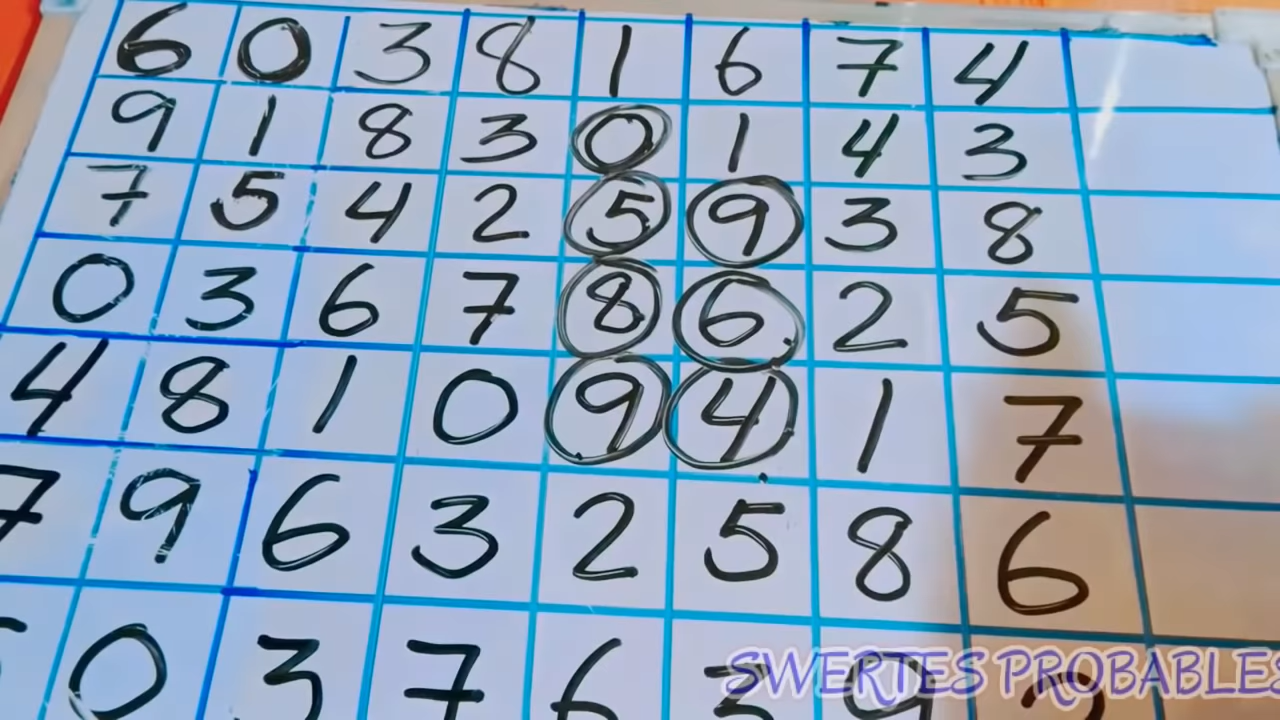 6 0 3 8 1 6 7 4
9 1 8 3 0 1 4 3
7 5 4 2 5 9 3 8
0 3 6 7 8 6 2 5
4 8 1 0 9 4 1 7
7 9 6 3 2 5 8 6
0 3 7 6 3 9
SWERTES PROBABLES